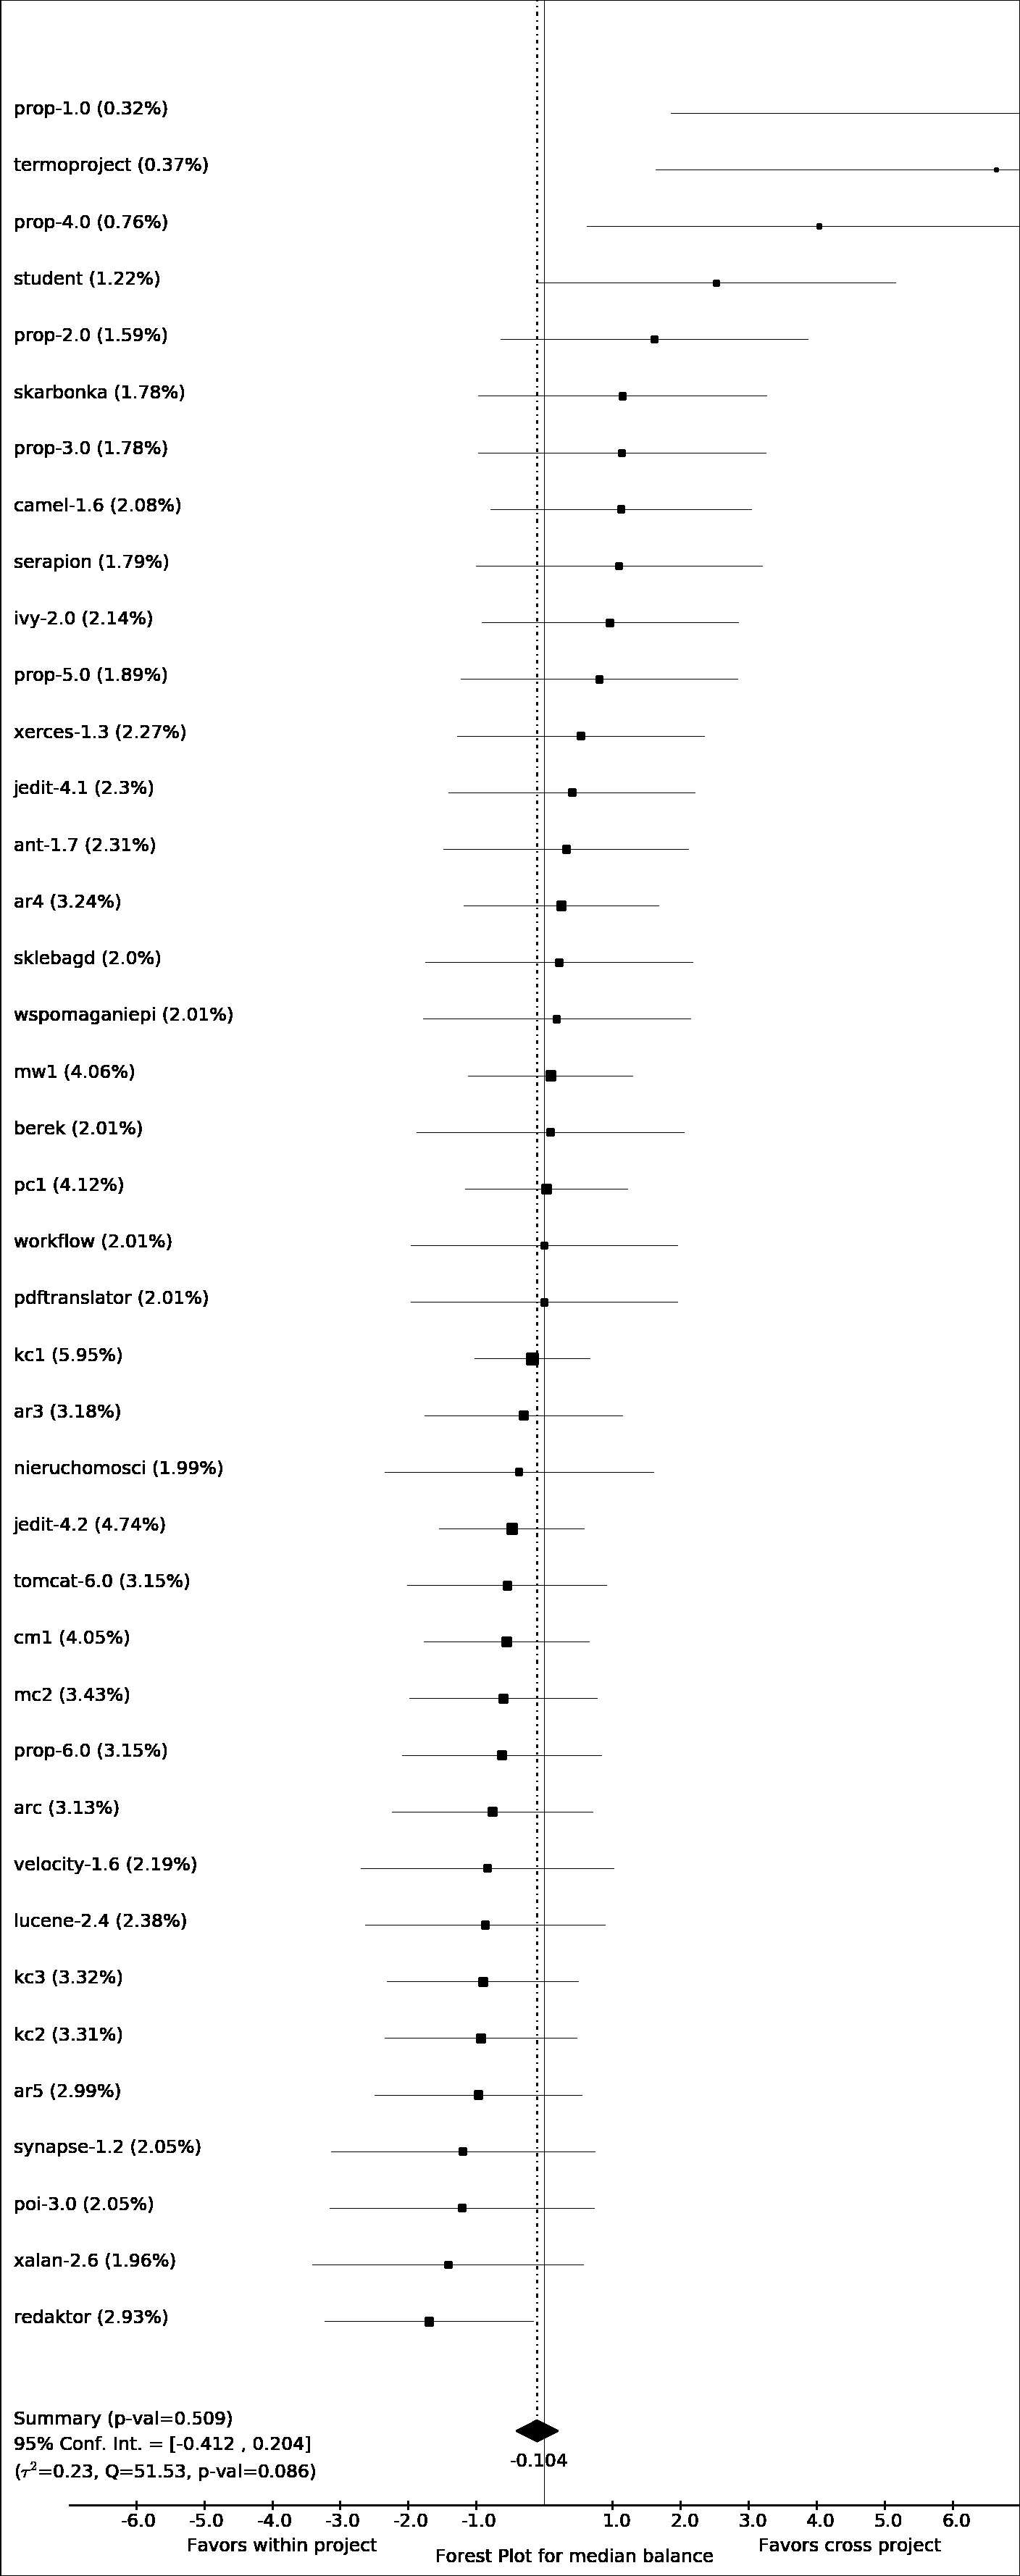 prop-1.0 (0.32%)
termoproject (0.37%)
prop-4.0 (0.76%)
student (1.22%)
prop-2.0 (1.59%)
skarbonka (1.78%)
prop-3.0 (1.78%)
camel-1.6 (2.08%)
serapion (1.79%)
ivy-2.0 (2.14%)
prop-5.0 (1.89%)
xerces-1.3 (2.27%)
jedit-4.1 (2.3%)
ant-1.7 (2.31%)
ar4 (3.24%)
sklebagd (2.0%)
wspomaganiepi (2.01%)
mw1 (4.06%)
berek (2.01%)
pc1 (4.12%)
workflow (2.01%)
pdftranslator (2.01%)
kc1 (5.95%)
ar3 (3.18%)
nieruchomosci (1.99%)
jedit-4.2 (4.74%)
tomcat-6.0 (3.15%)
cm1 (4.05%)
mc2 (3.43%)
prop-6.0 (3.15%)
arc (3.13%)
velocity-1.6 (2.19%)
lucene-2.4 (2.38%)
kc3 (3.32%)
kc2 (3.31%)
ar5 (2.99%)
synapse-1.2 (2.05%)
poi-3.0 (2.05%)
xalan-2.6 (1.96%)
redaktor (2.93%)
Summary (p-val=0.509)
95% Conf. Int. = [-0.412 , 0.204]
-0.104
(τ²=0.23, Q=51.53, p-val=0.086)
-6.0 -5.0 -4.0 -3.0 -2.0 -1.0 1.0 2.0 3.0 4.0 5.0 6.0
Favors within project Favors cross project
Forest Plot for median balance